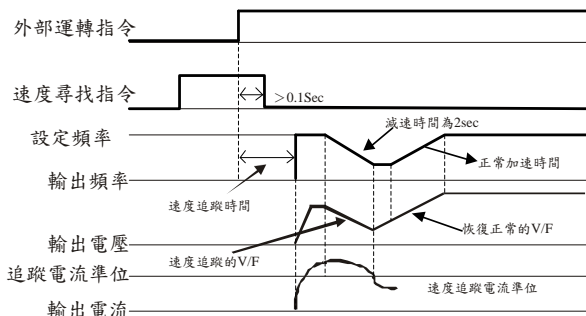 外部運轉指令
速度尋找指令
＞0.1Sec
設定頻率
減速時間為2sec
正常加速時間
輸出頻率
速度追蹤時間
恢復正常的V/F
輸出電壓
速度追蹤的V/F
追蹤電流準位
速度追蹤電流準位
輸出電流